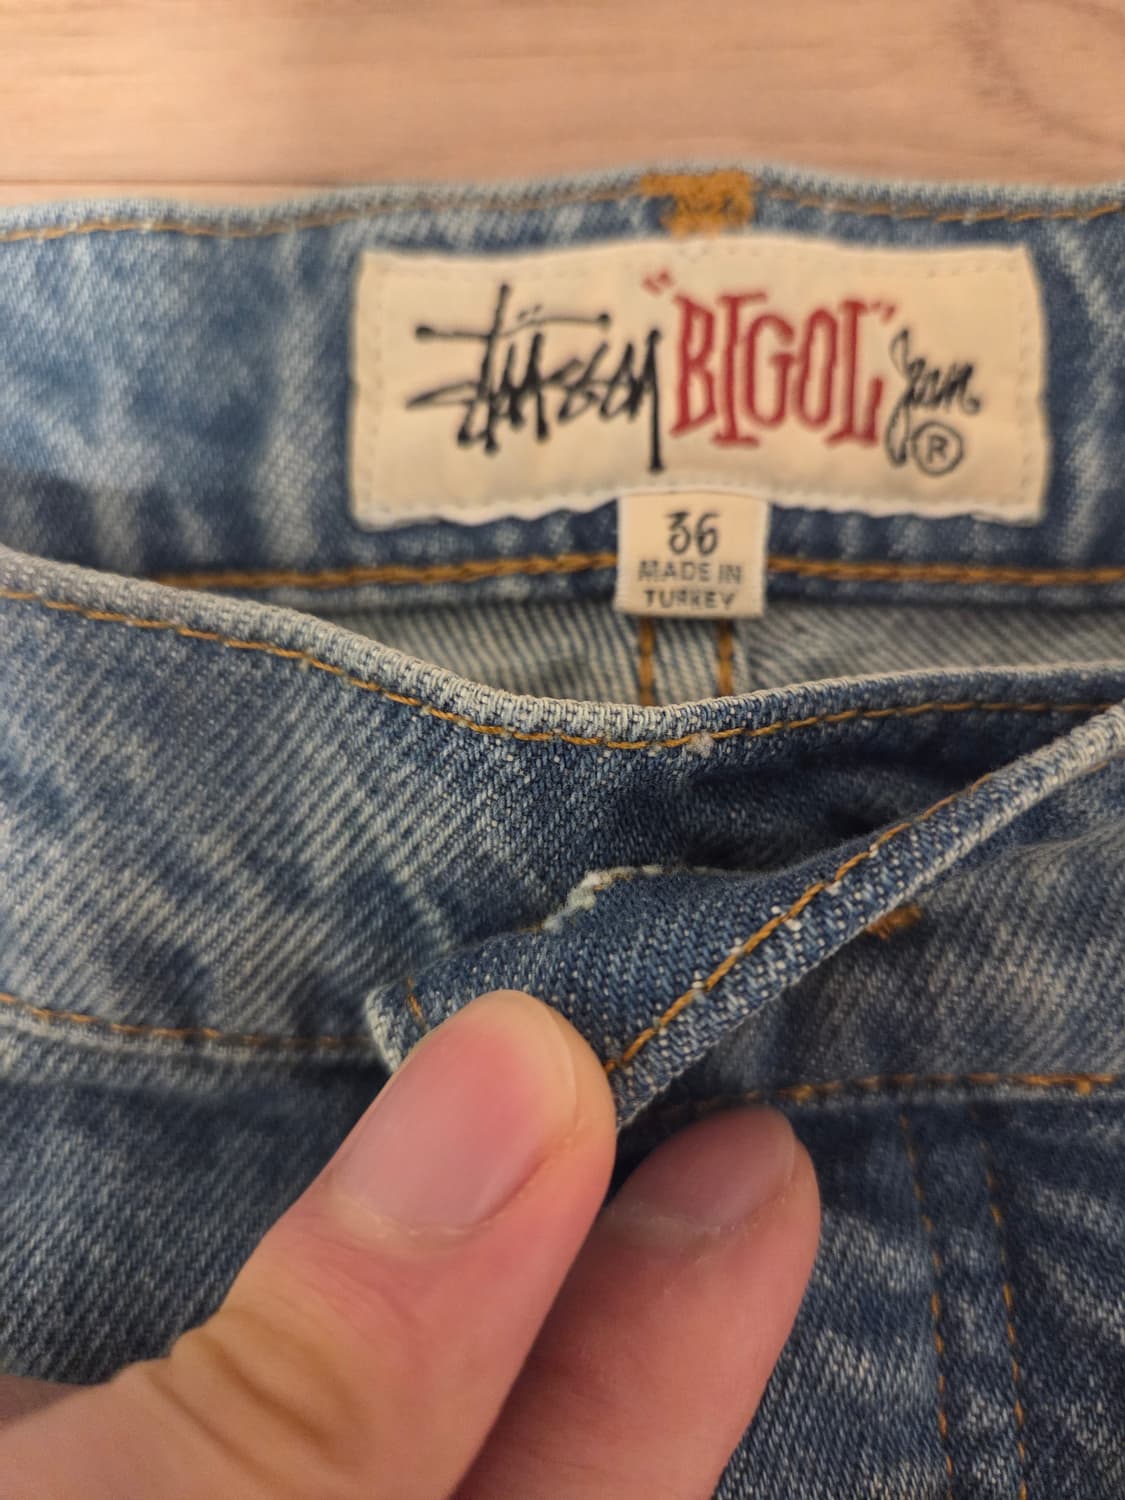 Stüssy "BIGOL" Jean ®
36
MADE IN
TURKEY